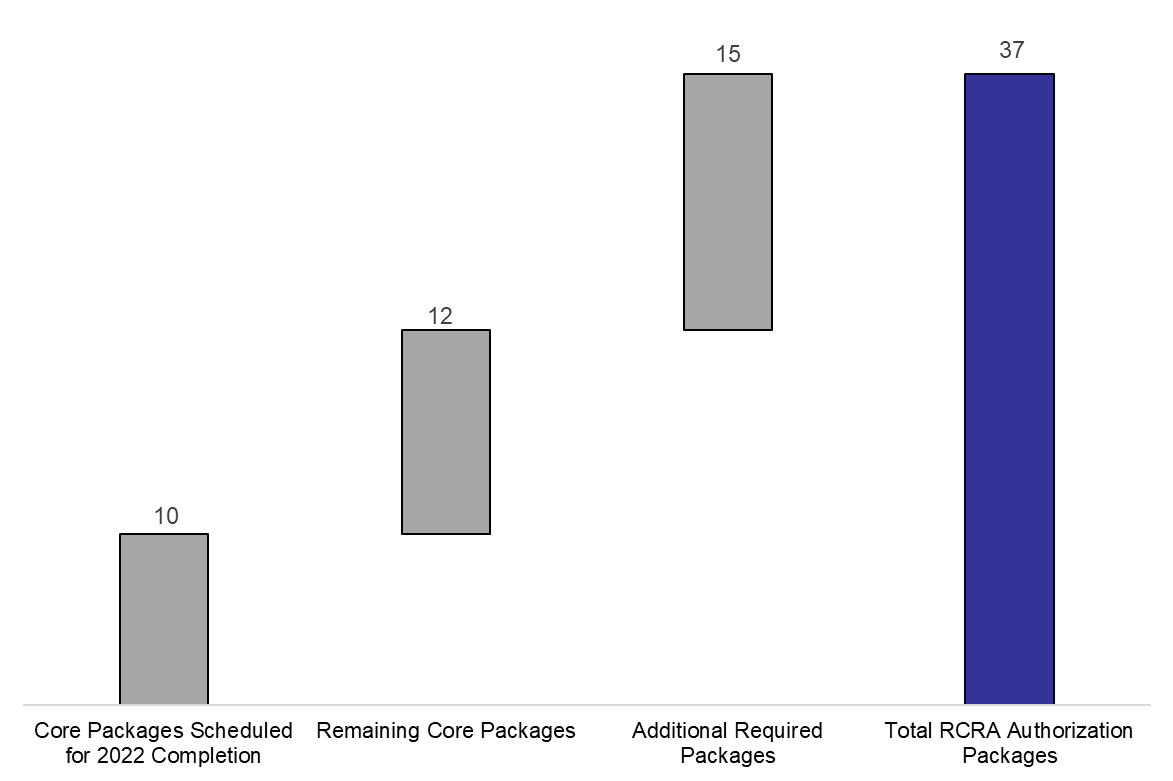 15
37
12
10
Core Packages Scheduled
for 2022 Completion
Remaining Core Packages
Additional Required
Packages
Total RCRA Authorization
Packages